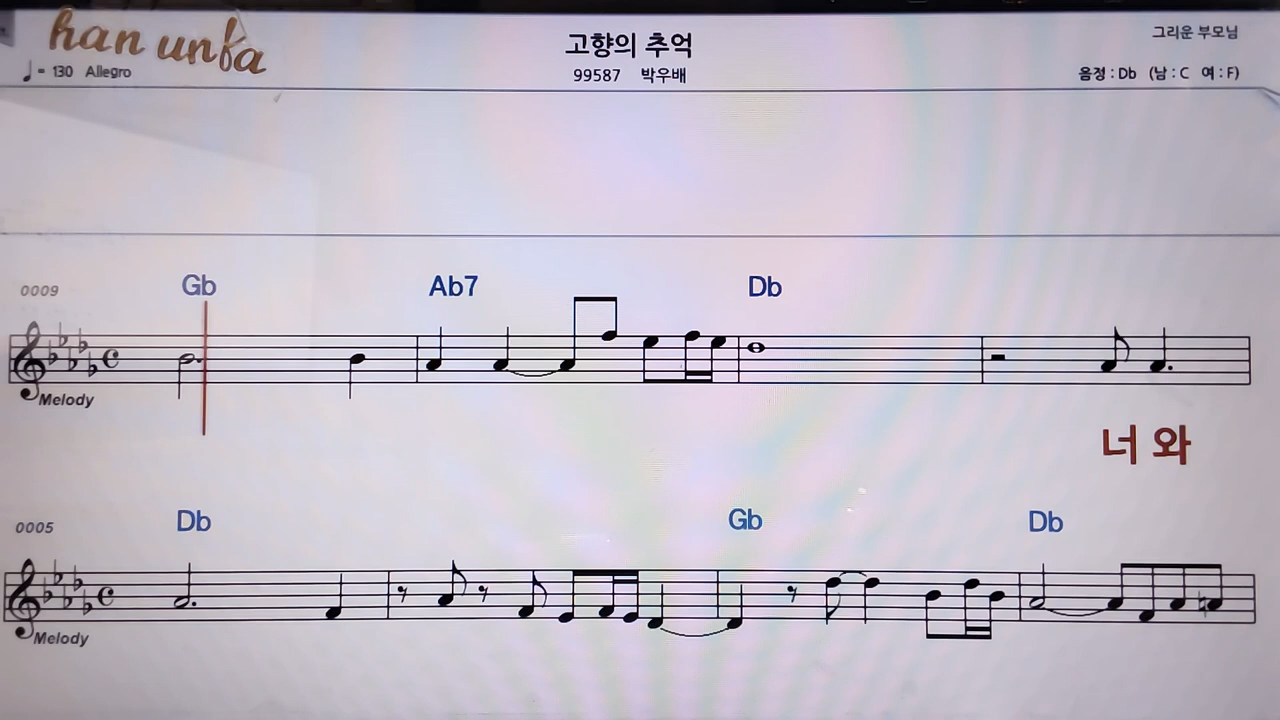 han unfa
고향의 추억
그리운 부모님
♩= 130 Allegro
99587 박우배
음정 : Db (남 : C 여 : F)
0009
Gb Ab7 Db
Melody
너 와
0005
Db Gb Db
Melody